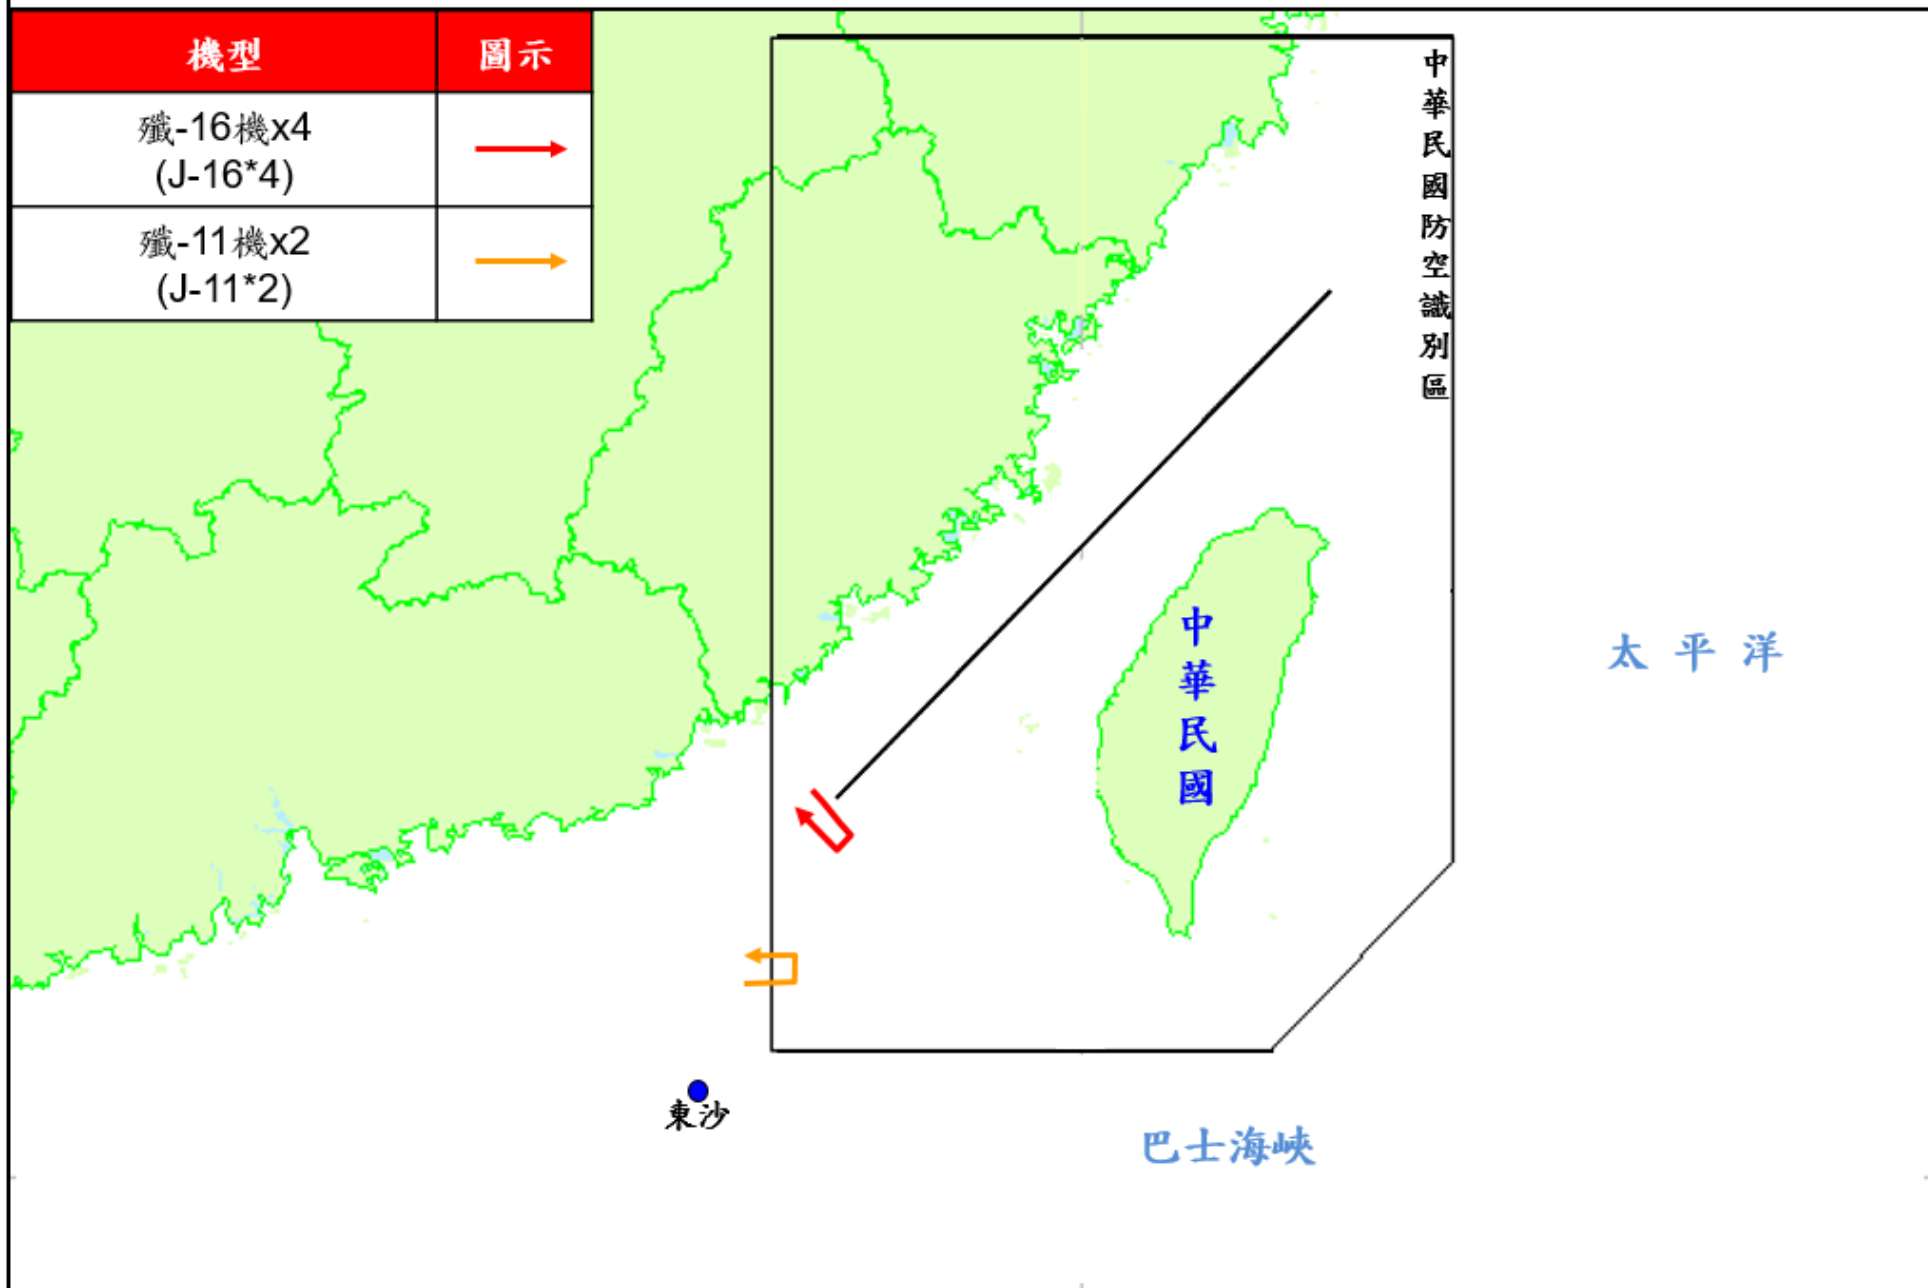 機型
圖示
殲-16機x4
(J-16*4)
殲-11機x2
(J-11*2)
中華民國防空識別區
中華民國
太平洋
東沙
巴士海峽